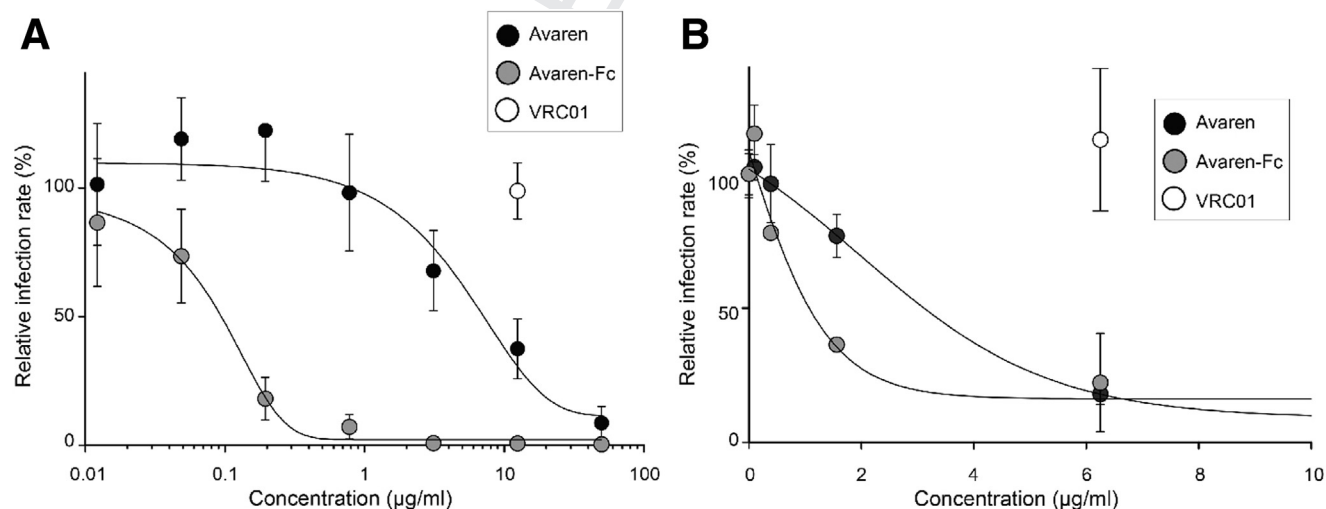 A
Avaren
Avaren-Fc
VRC01
Relative infection rate (%)
100
50
0
0.01
0.1
1
10
100
Concentration (µg/ml)
B
Avaren
Avaren-Fc
VRC01
Relative infection rate (%)
100
50
0
0
2
4
6
8
10
Concentration (µg/ml)